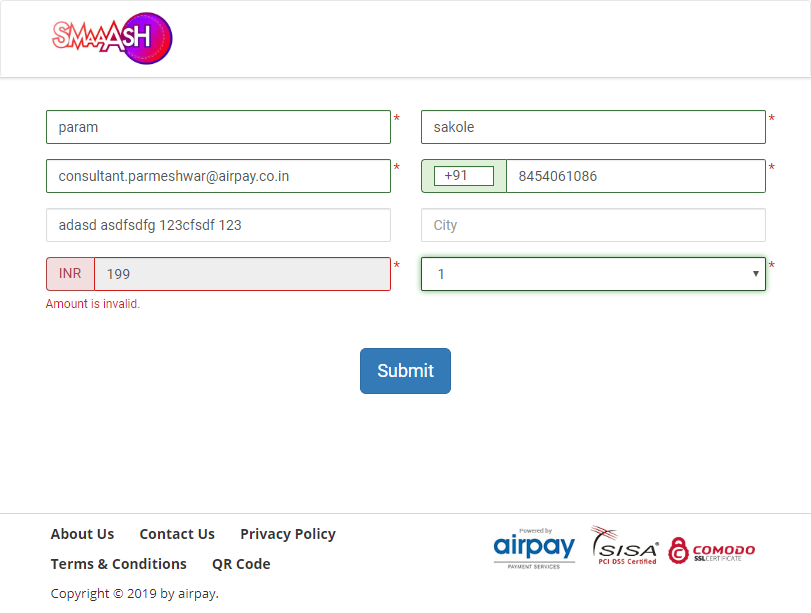 SMAAASH
param * sakole *
consultant.parmeshwar@airpay.co.in * +91 8454061086 *
adasd asdfsdfg 123cfsdf 123 City
INR 199 * 1 *
Amount is invalid.
Submit
About Us Contact Us Privacy Policy
Terms & Conditions QR Code
Copyright © 2019 by airpay.
Powered by
airpay
PAYMENT SERVICES
SISA
PCI DSS Certified
COMODO
SSL CERTIFICATE